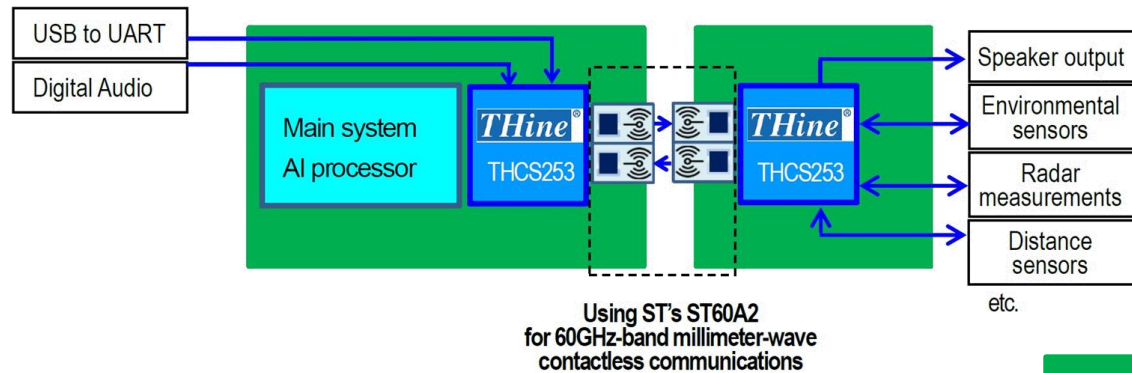 USB to UART
Digital Audio
Main system
AI processor
THine®
THCS253
THine®
THCS253
Speaker output
Environmental
sensors
Radar
measurements
Distance
sensors
etc.
Using ST's ST60A2
for 60GHz-band millimeter-wave
contactless communications